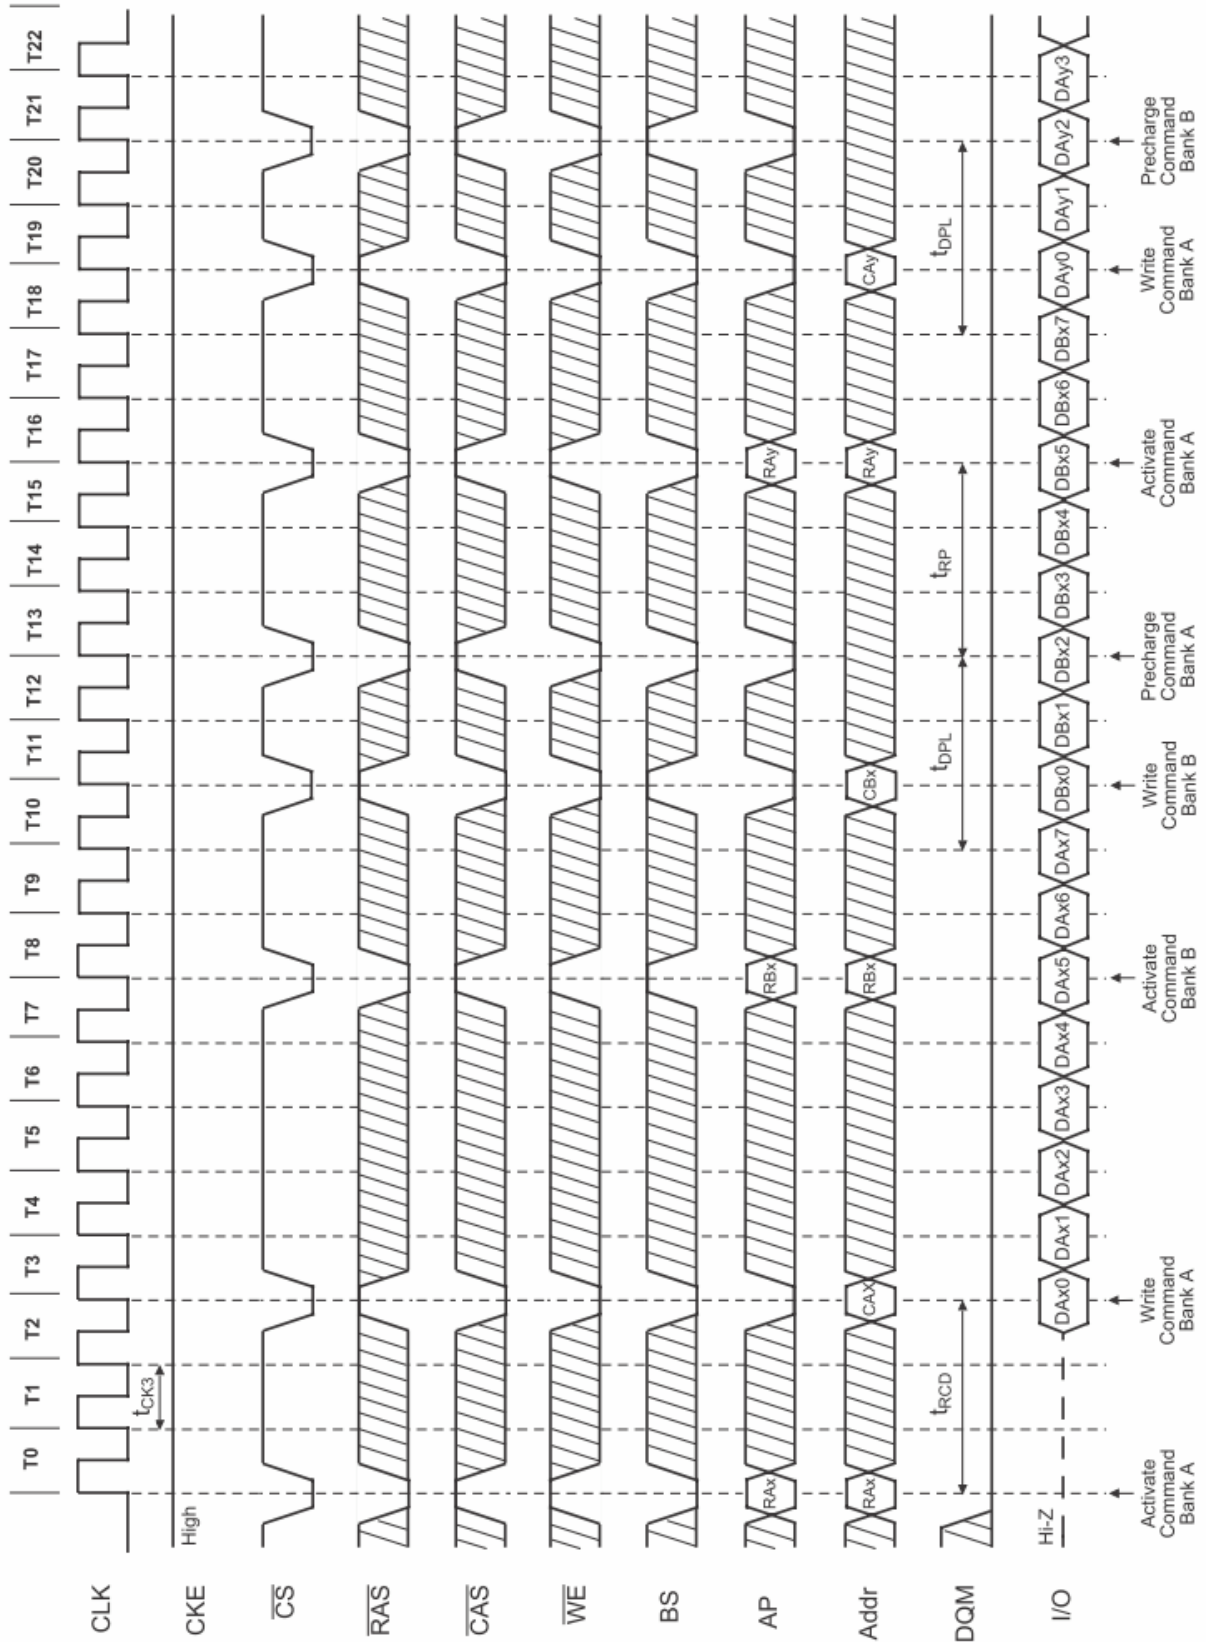 T0 T1 T2 T3 T4 T5 T6 T7 T8 T9 T10 T11 T12 T13 T14 T15 T16 T17 T18 T19 T20 T21 T22
CLK
tCK3
CKE
High
CS
RAS
CAS
WE
BS
AP
RAx RBx RAy
Addr
RAx CAX RBx CBx RAy CAy
DQM
tRCD tDPL tRP tDPL
I/O
Hi-Z
DAx0 DAx1 DAx2 DAx3 DAx4 DAx5 DAx6 DAx7 DBx0 DBx1 DBx2 DBx3 DBx4 DBx5 DBx6 DBx7 DAy0 DAy1 DAy2 DAy3
Activate
Command
Bank A
Write
Command
Bank A
Activate
Command
Bank B
Write
Command
Bank B
Precharge
Command
Bank A
Activate
Command
Bank A
Write
Command
Bank A
Precharge
Command
Bank B